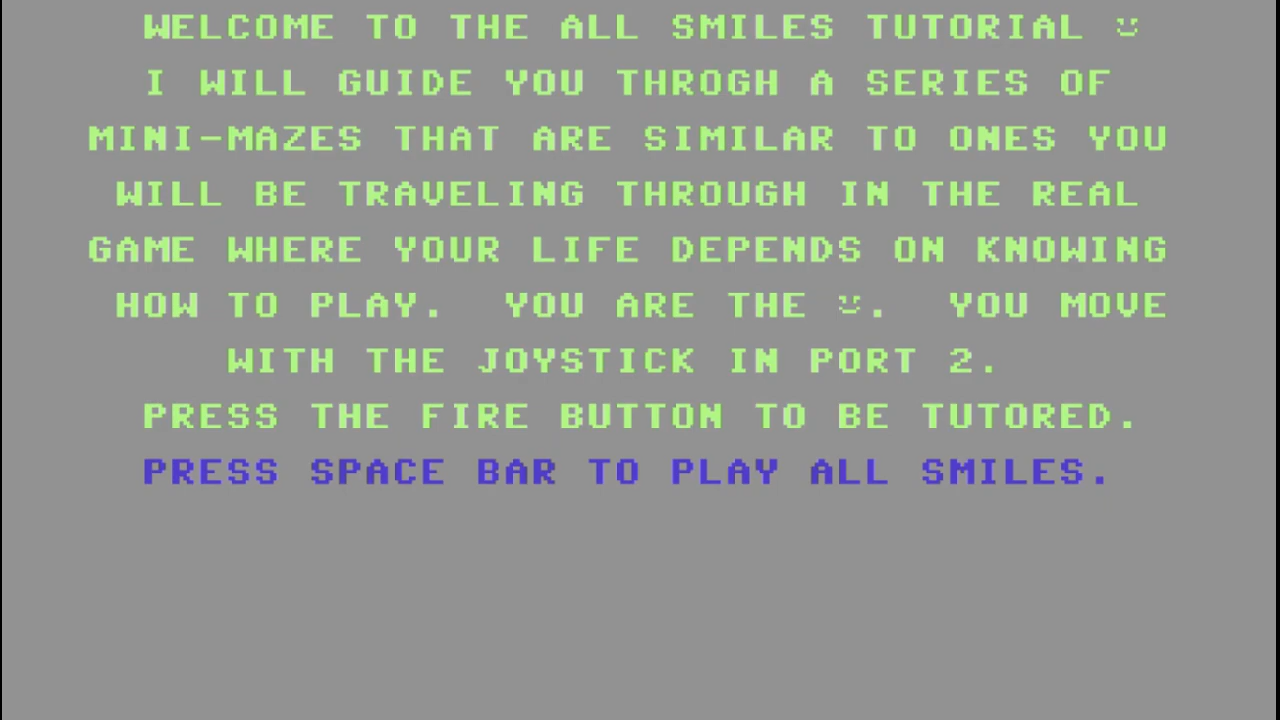 WELCOME TO THE ALL SMILES TUTORIAL
I WILL GUIDE YOU THROGH A SERIES OF
MINI-MAZES THAT ARE SIMILAR TO ONES YOU
WILL BE TRAVELING THROUGH IN THE REAL
GAME WHERE YOUR LIFE DEPENDS ON KNOWING
HOW TO PLAY.  YOU ARE THE .  YOU MOVE
WITH THE JOYSTICK IN PORT 2.
PRESS THE FIRE BUTTON TO BE TUTORED.
PRESS SPACE BAR TO PLAY ALL SMILES.